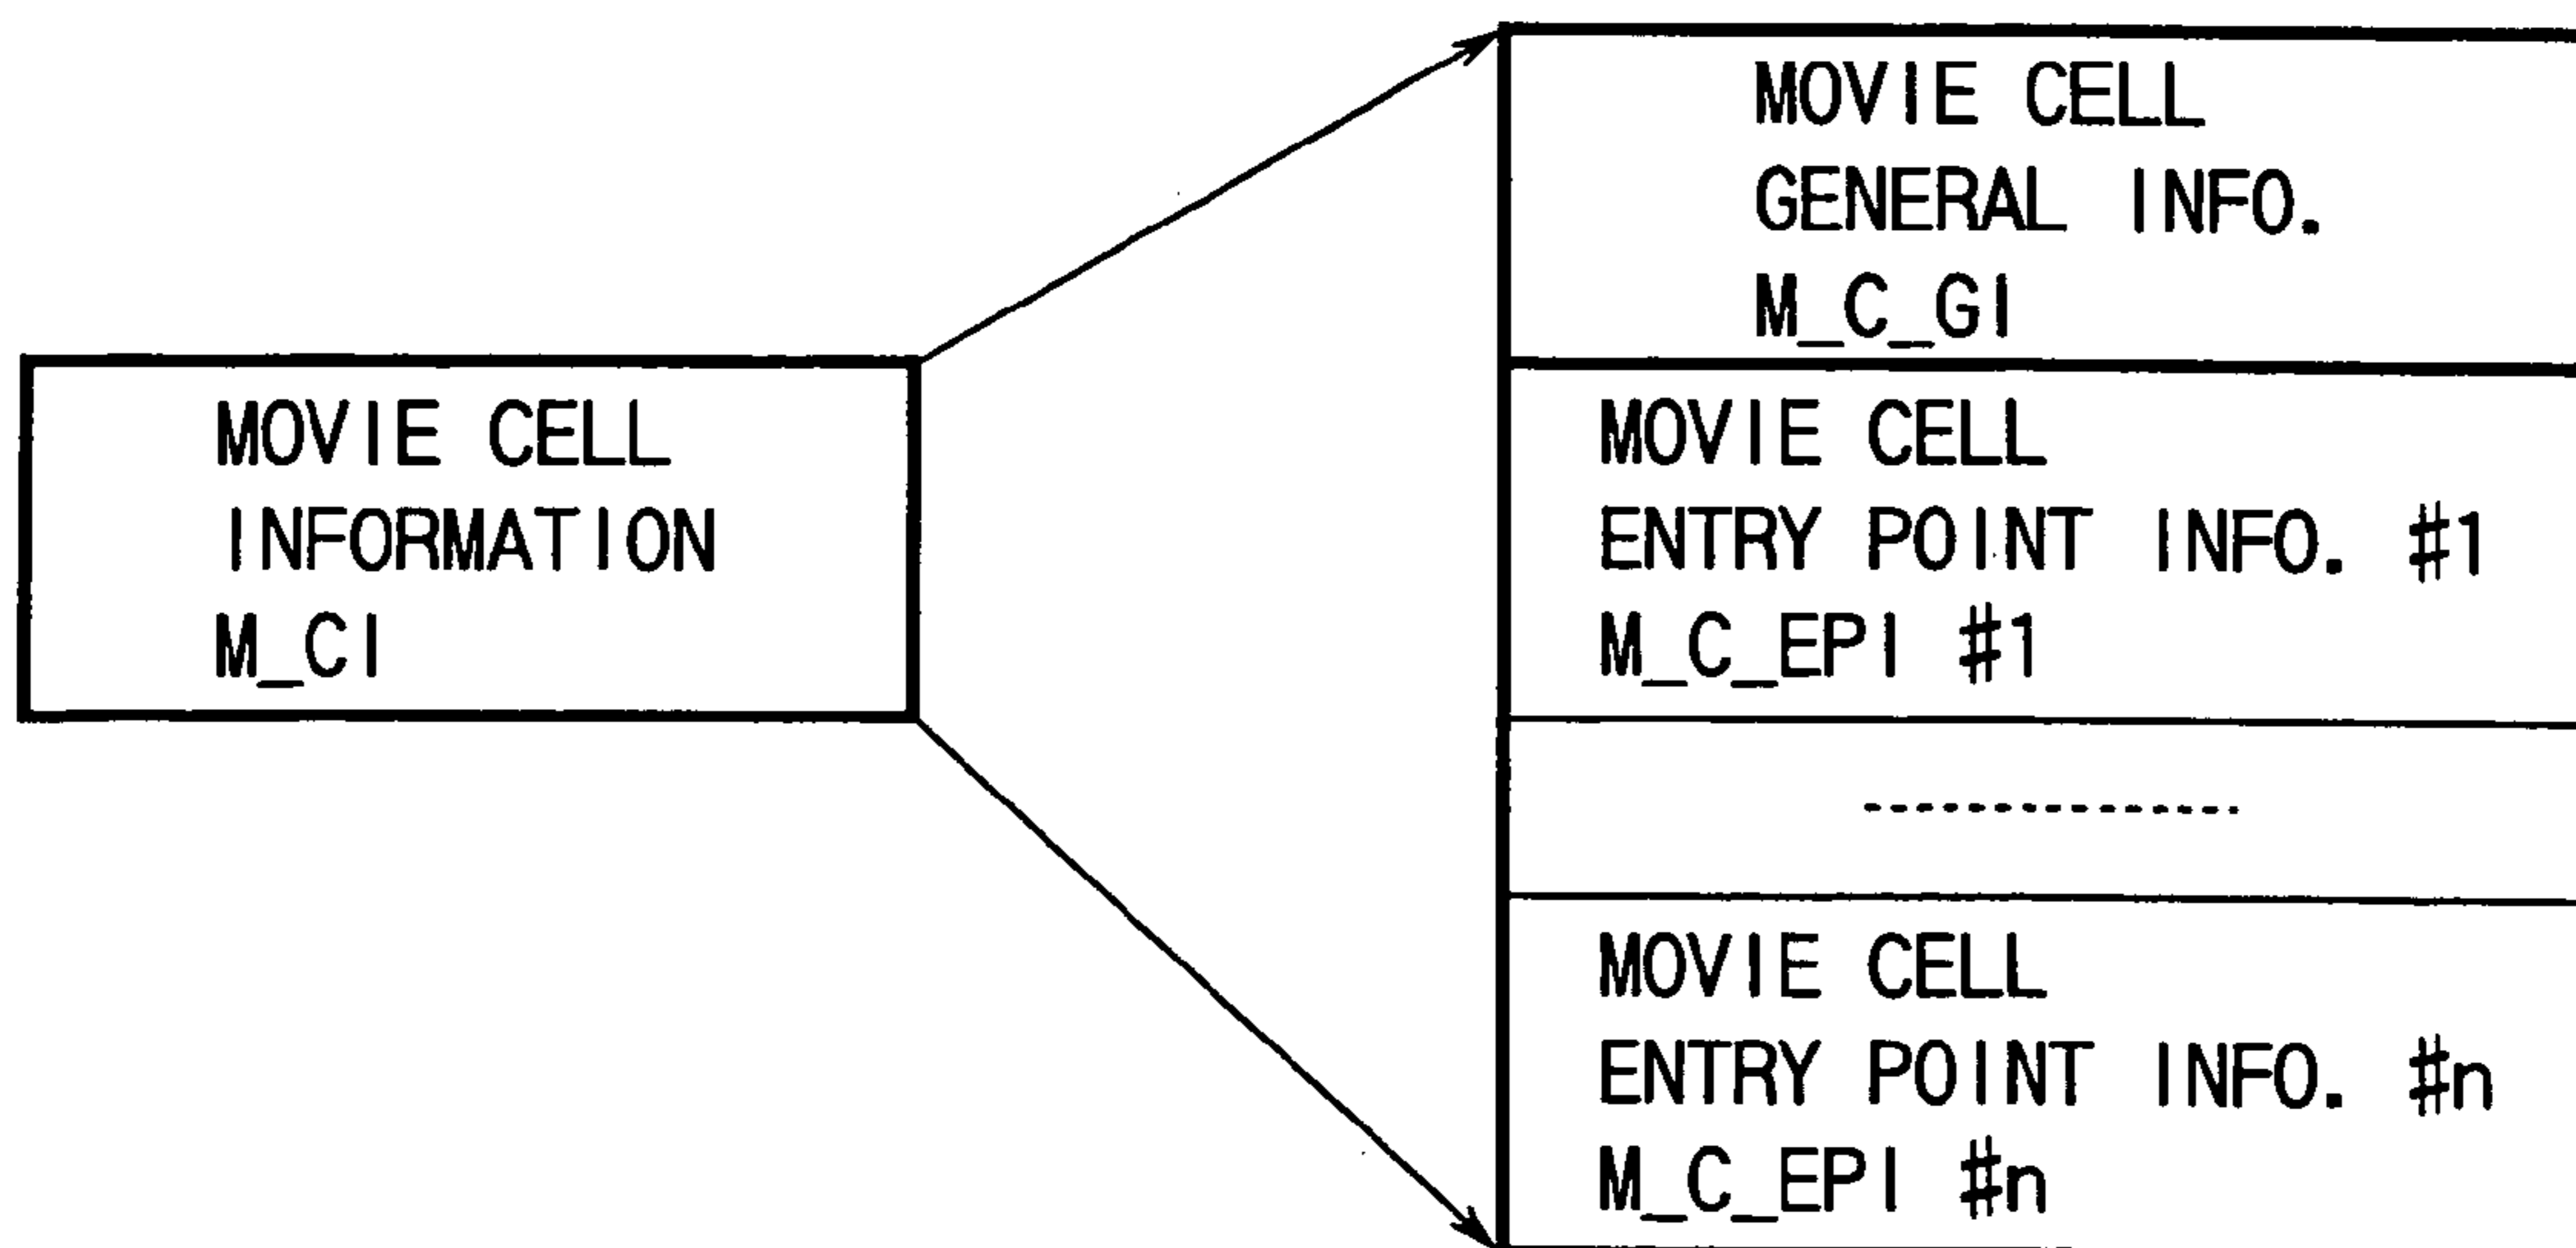 MOVIE CELL
INFORMATION
M_CI
MOVIE CELL
GENERAL INFO.
M_C_GI
MOVIE CELL
ENTRY POINT INFO. #1
M_C_EPI #1
MOVIE CELL
ENTRY POINT INFO. #n
M_C_EPI #n